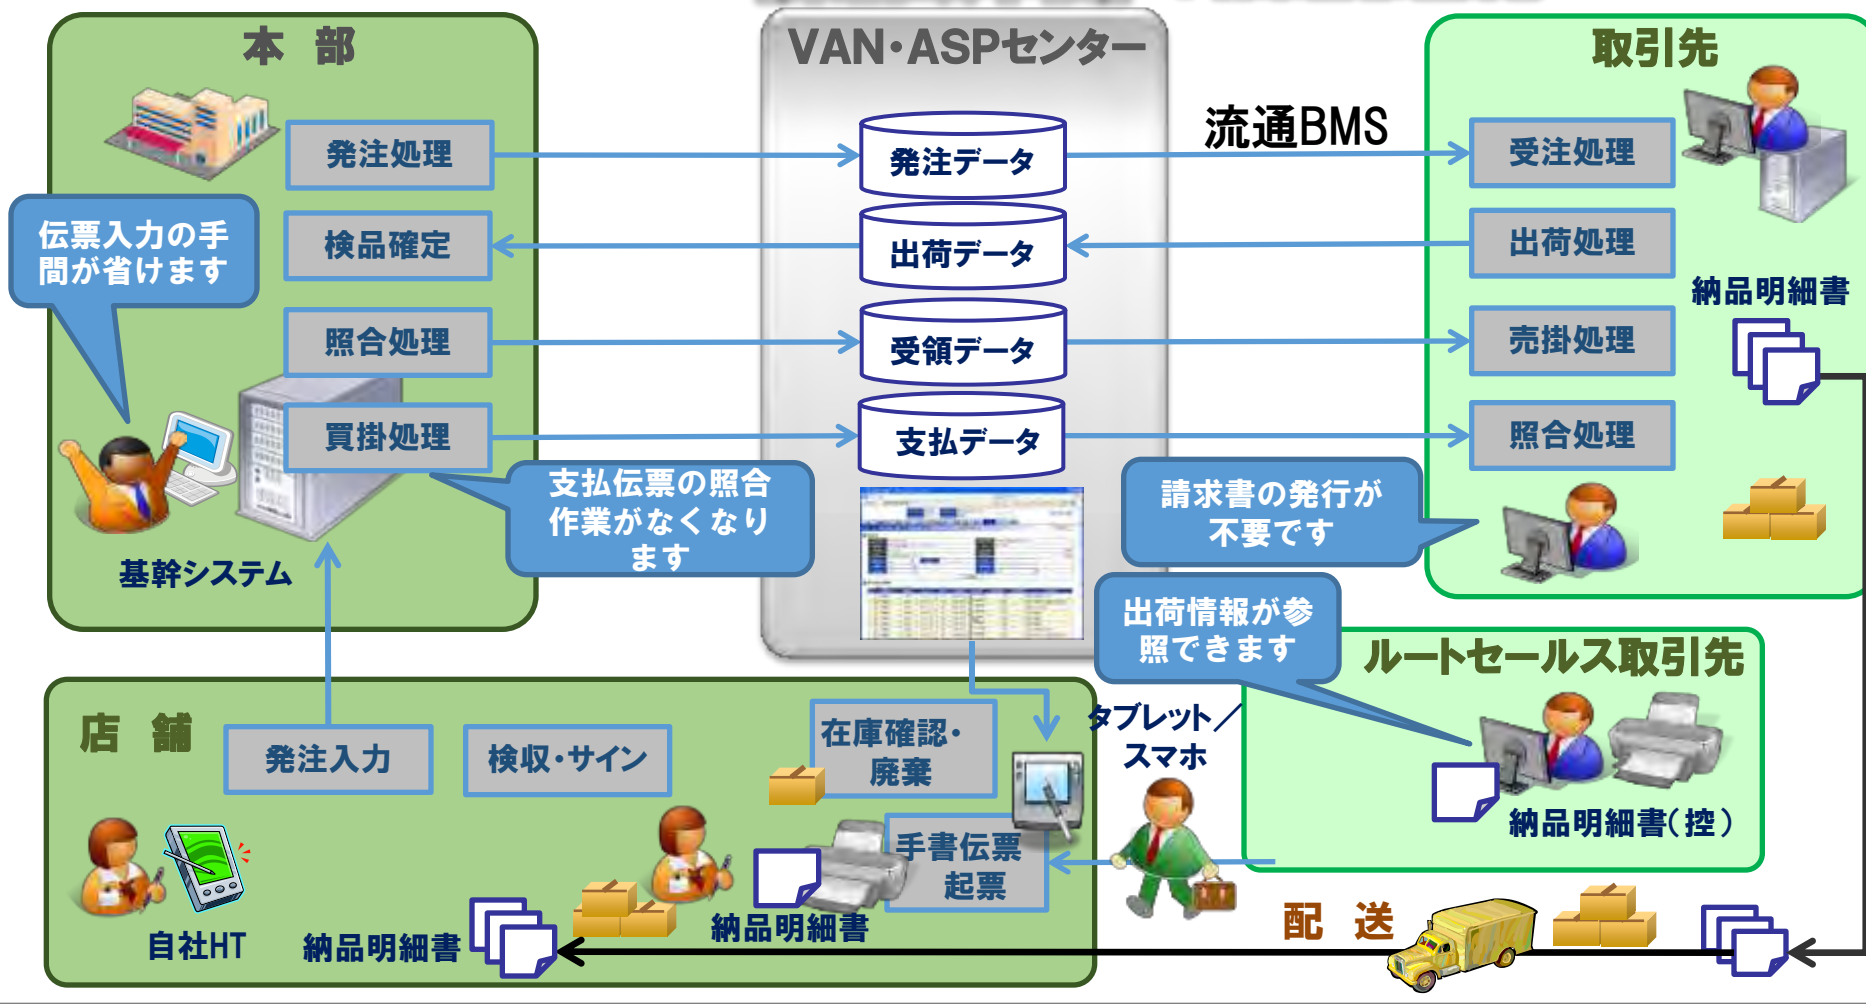 本 部
VAN・ASPセンター
取引先
流通BMS
発注処理
発注データ
受注処理
伝票入力の手
間が省けます
検品確定
出荷データ
出荷処理
納品明細書
照合処理
受領データ
売掛処理
買掛処理
支払データ
照合処理
支払伝票の照合
作業がなくなり
ます
請求書の発行が
不要です
基幹システム
出荷情報が参
照できます
ルートセールス取引先
店 舗
発注入力
検収・サイン
在庫確認・
廃棄
タブレット／
スマホ
納品明細書(控)
手書伝票
起票
自社HT
納品明細書
納品明細書
配 送